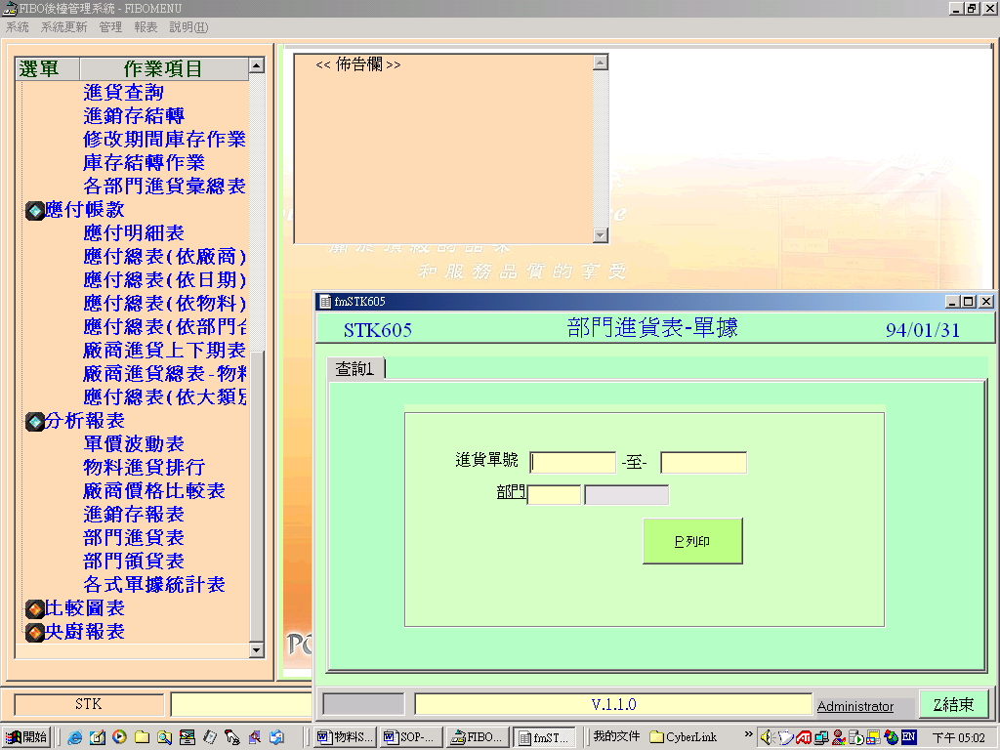 FIBO後檯管理系統 - FIBOMENU
系統 系統更新 管理 報表 說明(H)
選單 作業項目
進貨查詢
進銷存結轉
修改期間庫存作業
庫存結轉作業
各部門進貨彙總表
應付帳款
應付明細表
應付總表(依廠商)
應付總表(依日期)
應付總表(依物料)
應付總表(依部門合
廠商進貨上下期表
廠商進貨總表-物料
應付總表(依大類別
分析報表
單價波動表
物料進貨排行
廠商價格比較表
進銷存報表
部門進貨表
部門領貨表
各式單據統計表
比較圖表
央廚報表
<< 佈告欄 >>
和服務品質的享受
fmSTK605
STK605 部門進貨表-單據 94/01/31
查詢1
進貨單號 -至-
部門
P列印
STK
V.1.1.0 Administrator Z結束
開始 物料S... SOP-... FIBO... fmST... 我的文件 CyberLink » EN 下午 05:02